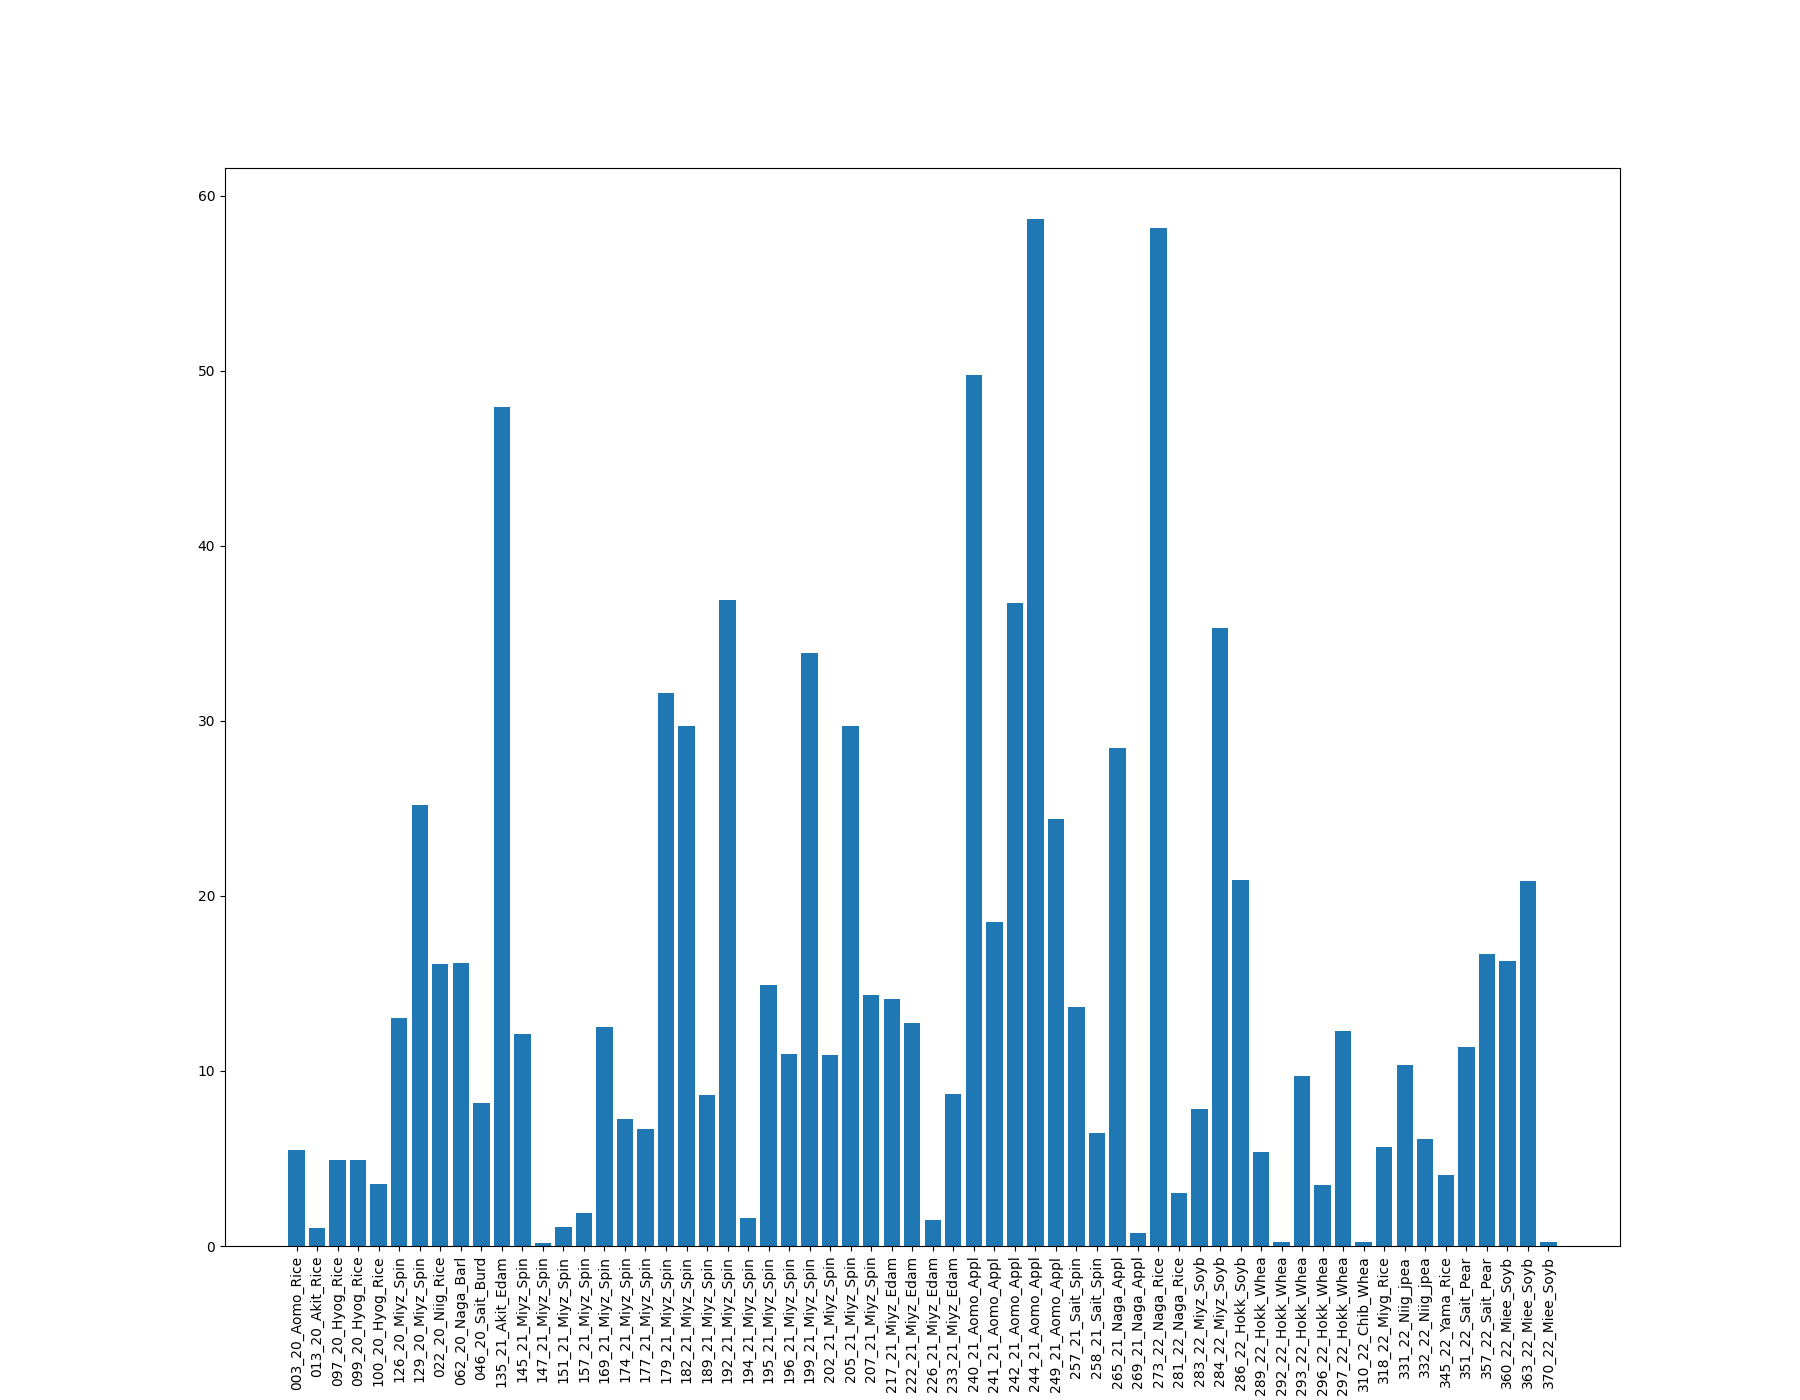 60
50
40
30
20
10
0
003_20_Aomo_Rice
013_20_Akit_Rice
097_20_Hyog_Rice
099_20_Hyog_Rice
100_20_Hyog_Rice
126_20_Miyz_Spin
129_20_Miyz_Spin
022_20_Niig_Rice
062_20_Naga_Barl
046_20_Sait_Burd
135_21_Akit_Edam
145_21_Miyz_Spin
147_21_Miyz_Spin
151_21_Miyz_Spin
157_21_Miyz_Spin
169_21_Miyz_Spin
174_21_Miyz_Spin
177_21_Miyz_Spin
179_21_Miyz_Spin
182_21_Miyz_Spin
189_21_Miyz_Spin
192_21_Miyz_Spin
194_21_Miyz_Spin
195_21_Miyz_Spin
196_21_Miyz_Spin
199_21_Miyz_Spin
202_21_Miyz_Spin
205_21_Miyz_Spin
207_21_Miyz_Spin
217_21_Miyz_Edam
222_21_Miyz_Edam
226_21_Miyz_Edam
233_21_Miyz_Edam
240_21_Aomo_Appl
241_21_Aomo_Appl
242_21_Aomo_Appl
244_21_Aomo_Appl
249_21_Aomo_Appl
257_21_Sait_Spin
258_21_Sait_Spin
265_21_Naga_Appl
269_21_Naga_Appl
273_22_Naga_Rice
281_22_Naga_Rice
283_22_Miyz_Soyb
284_22_Miyz_Soyb
286_22_Hokk_Soyb
289_22_Hokk_Whea
292_22_Hokk_Whea
293_22_Hokk_Whea
296_22_Hokk_Whea
297_22_Hokk_Whea
310_22_Chib_Whea
318_22_Miyg_Rice
331_22_Niig_jpea
332_22_Niig_jpea
345_22_Yama_Rice
351_22_Sait_Pear
357_22_Sait_Pear
360_22_Miee_Soyb
363_22_Miee_Soyb
370_22_Miee_Soyb